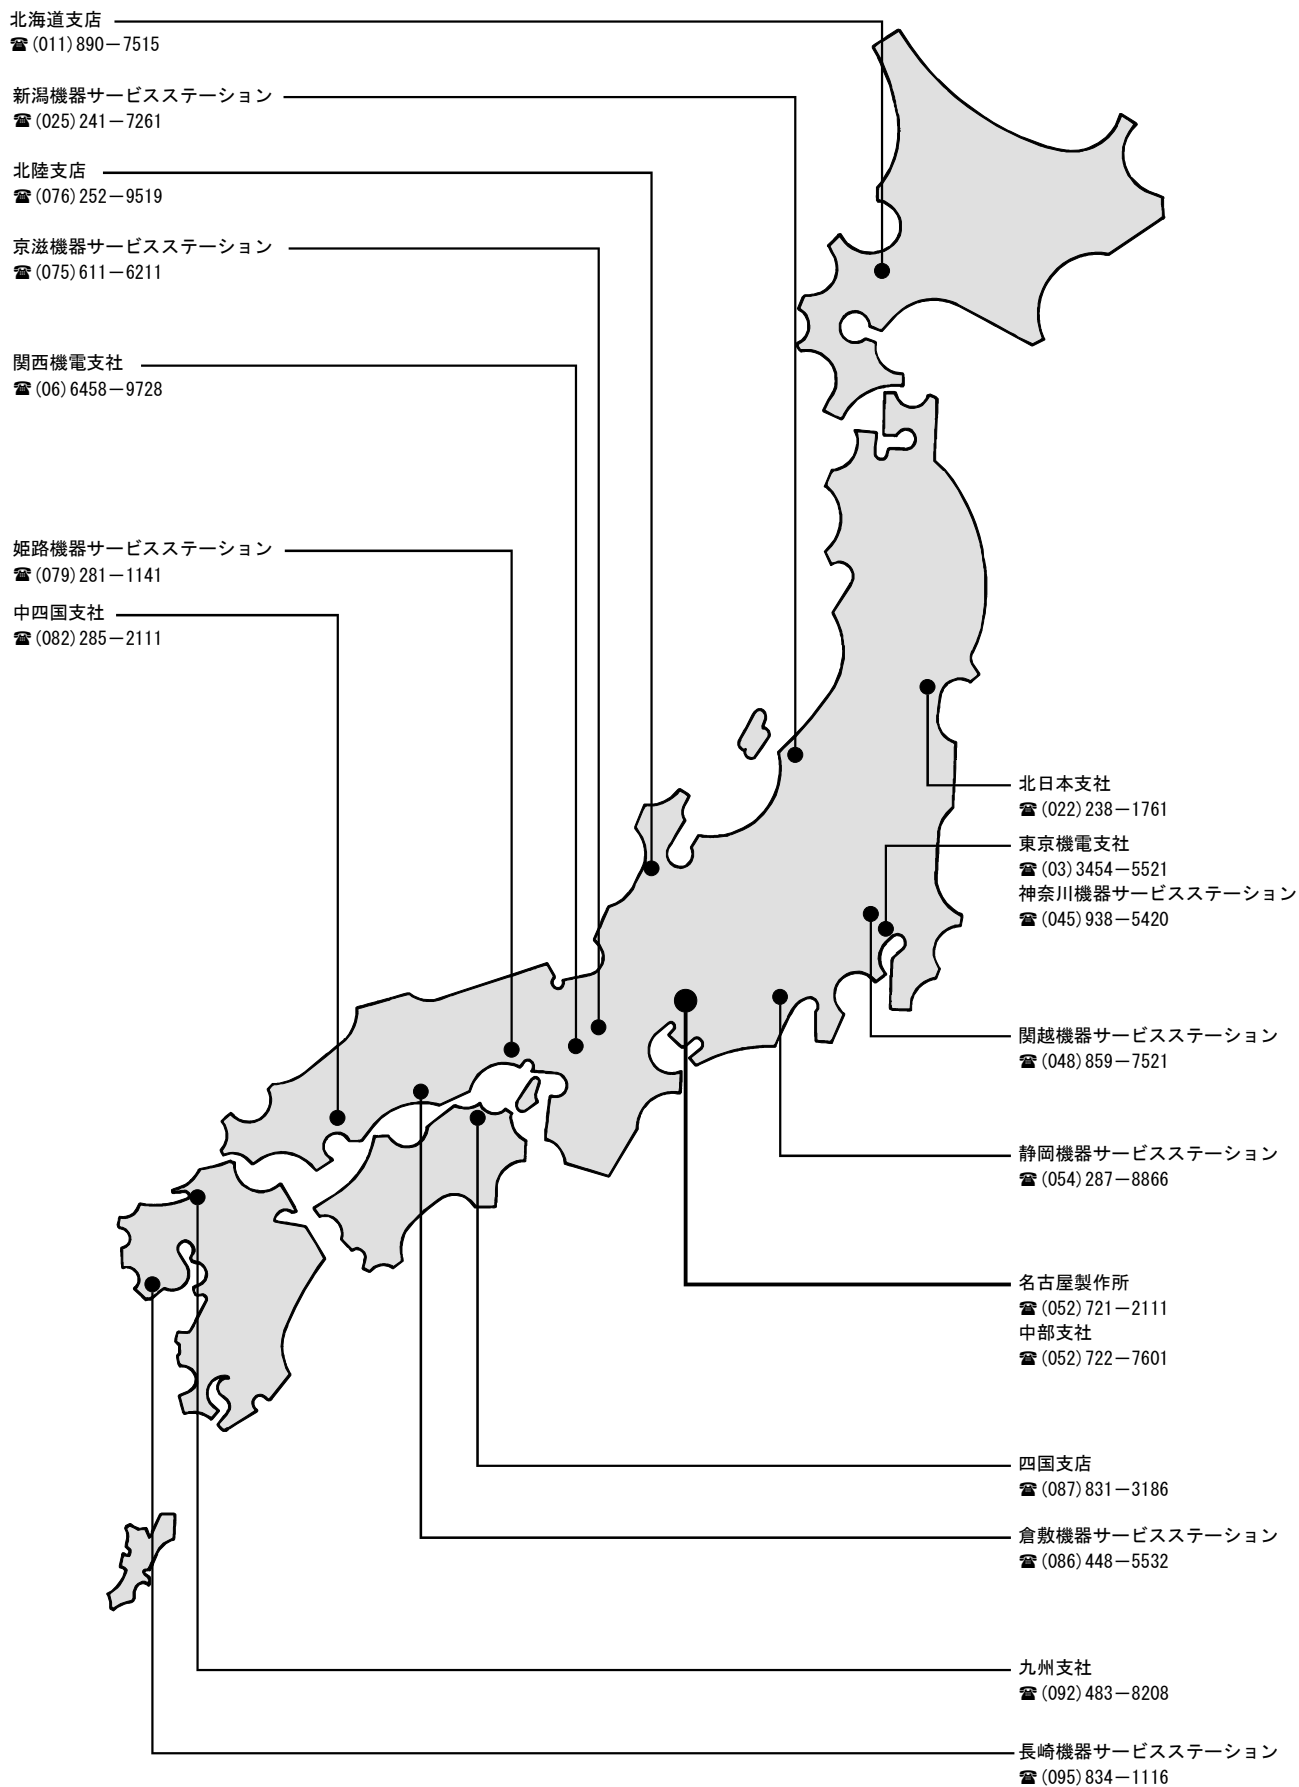 北海道支店
☎(011)890－7515
新潟機器サービスステーション
☎(025)241－7261
北陸支店
☎(076)252－9519
京滋機器サービスステーション
☎(075)611－6211
関西機電支社
☎(06)6458－9728
姫路機器サービスステーション
☎(079)281－1141
中四国支社
☎(082)285－2111
北日本支社
☎(022)238－1761
東京機電支社
☎(03)3454－5521
神奈川機器サービスステーション
☎(045)938－5420
関越機器サービスステーション
☎(048)859－7521
静岡機器サービスステーション
☎(054)287－8866
名古屋製作所
☎(052)721－2111
中部支社
☎(052)722－7601
四国支店
☎(087)831－3186
倉敷機器サービスステーション
☎(086)448－5532
九州支社
☎(092)483－8208
長崎機器サービスステーション
☎(095)834－1116